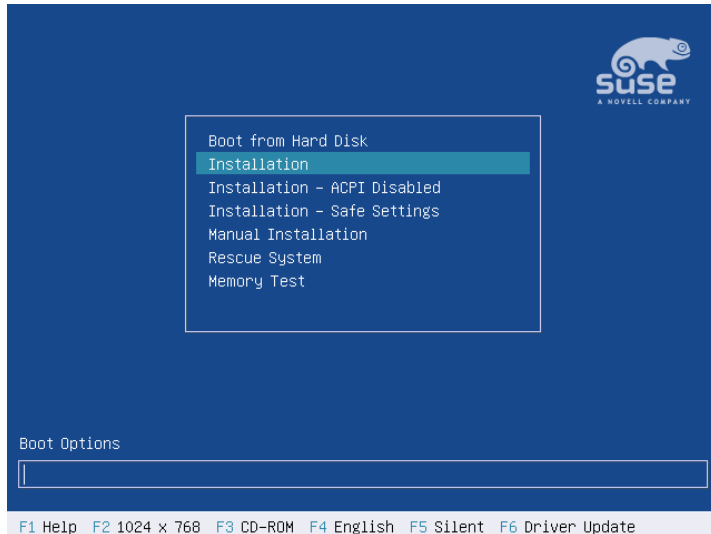 SUSE
A NOVELL COMPANY
Boot from Hard Disk
Installation
Installation - ACPI Disabled
Installation - Safe Settings
Manual Installation
Rescue System
Memory Test
Boot Options
F1 Help F2 1024 x 768 F3 CD-ROM F4 English F5 Silent F6 Driver Update